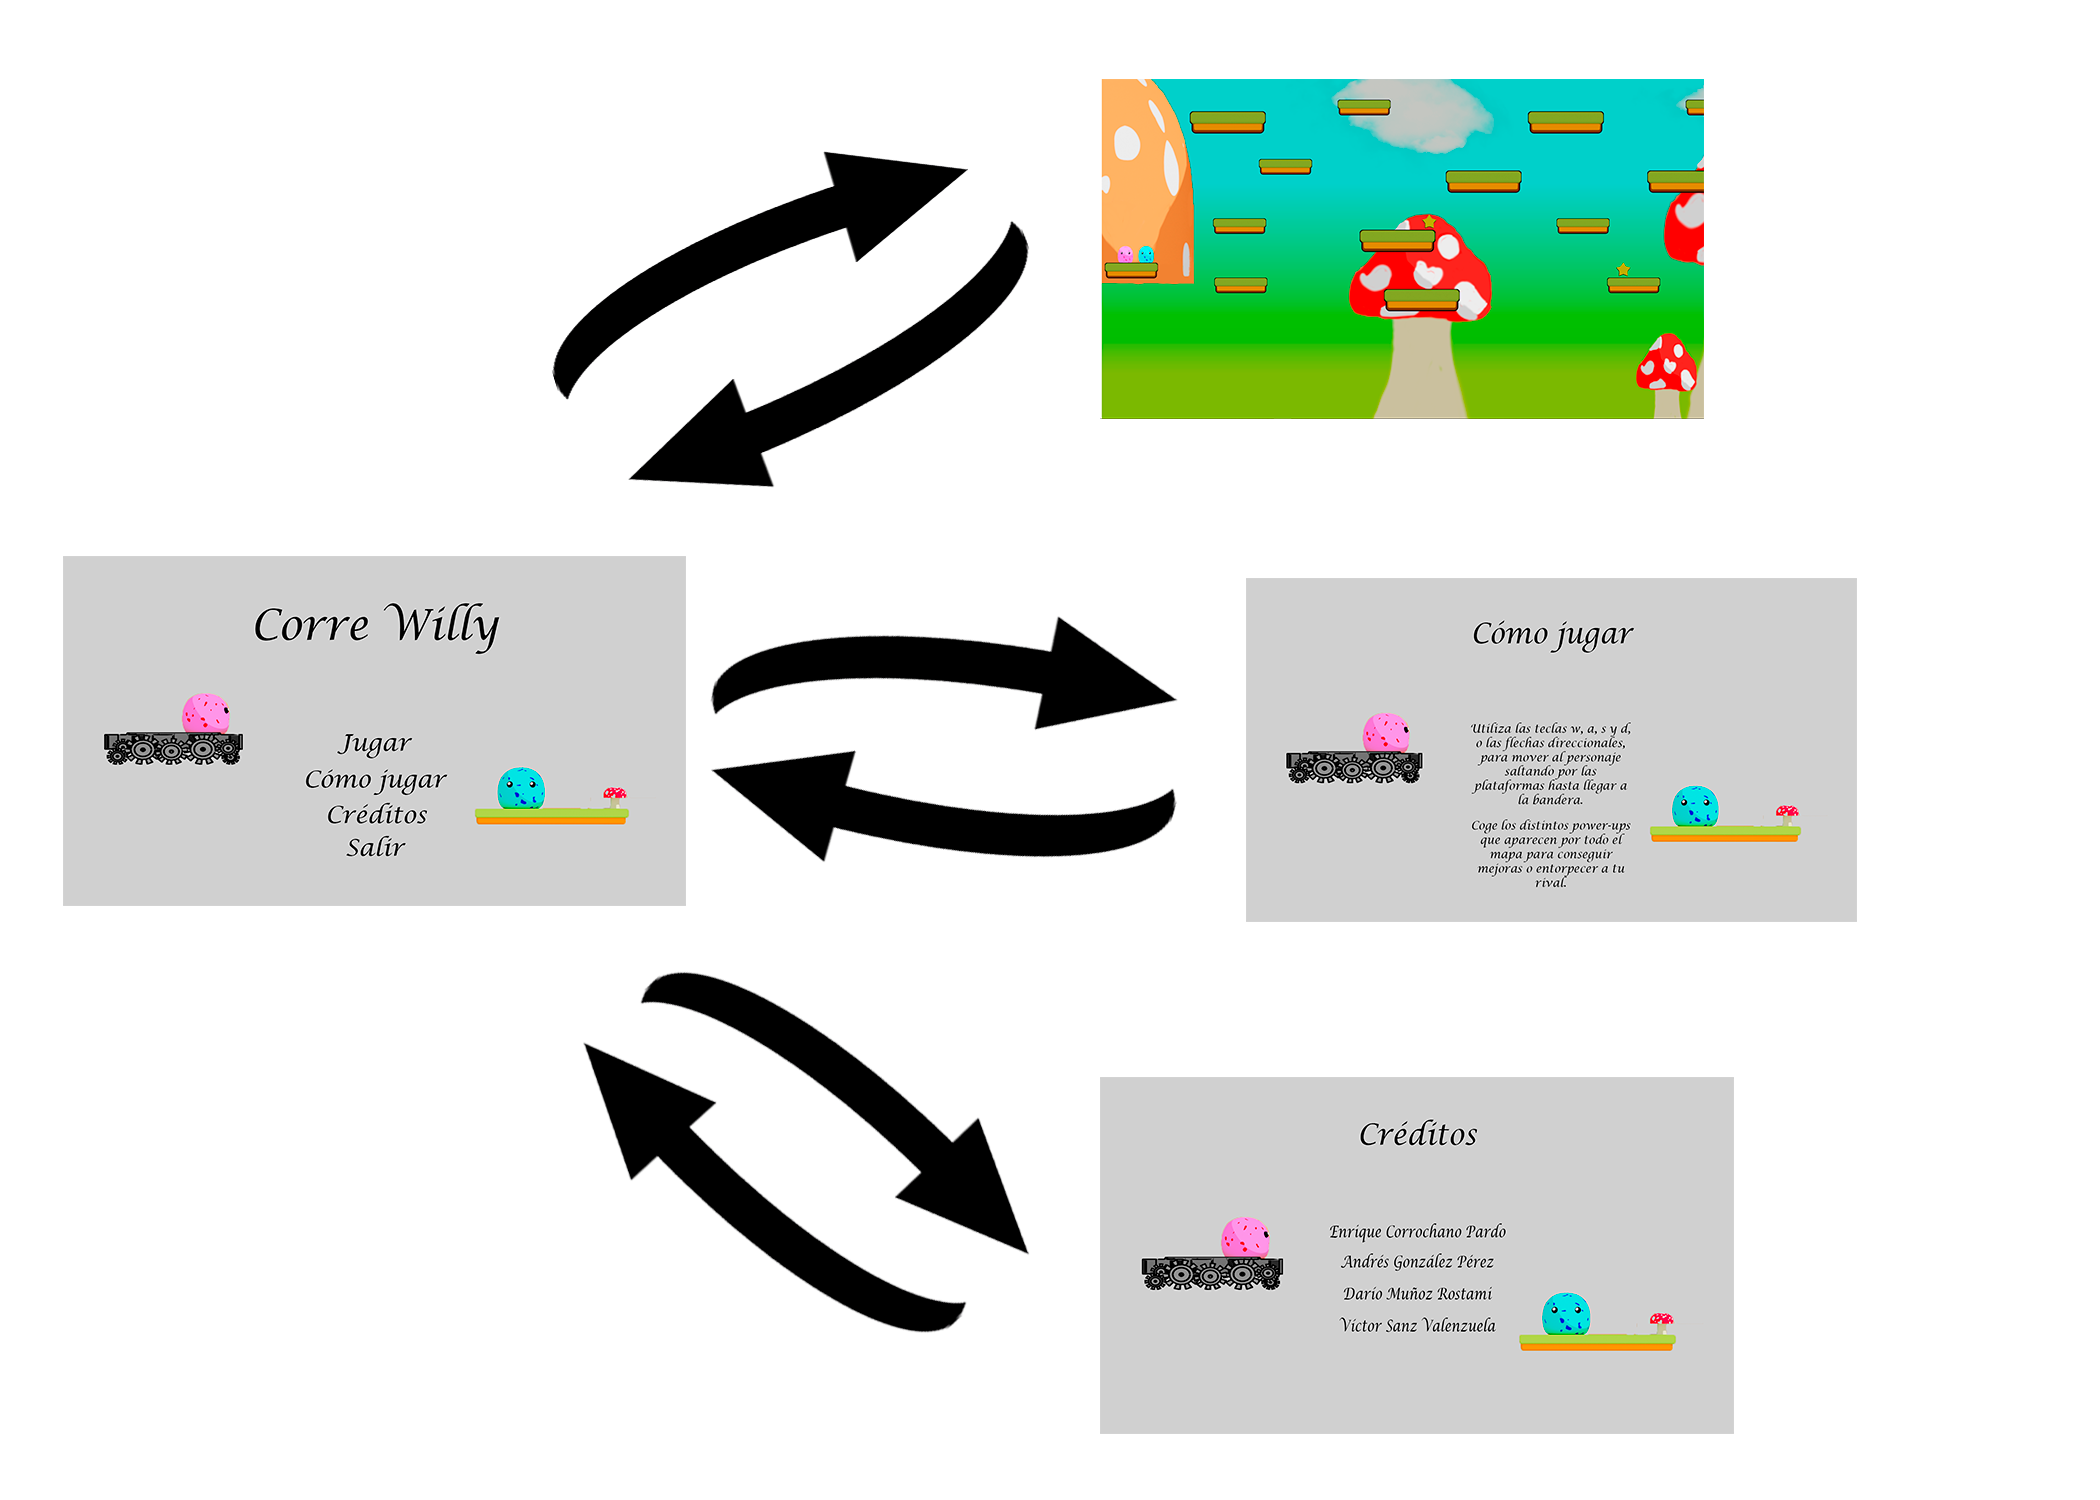 Corre Willy
Jugar
Cómo jugar
Créditos
Salir
Cómo jugar
Utiliza las teclas w, a, s y d,
o las flechas direccionales,
para mover al personaje
saltando por las
plataformas hasta llegar a
la bandera.
Coge los distintos power-ups
que aparecen por todo el
mapa para conseguir
mejoras o entorpecer a tu
rival.
Créditos
Enrique Corrochano Pardo
Andrés González Pérez
Darío Muñoz Rostami
Víctor Sanz Valenzuela